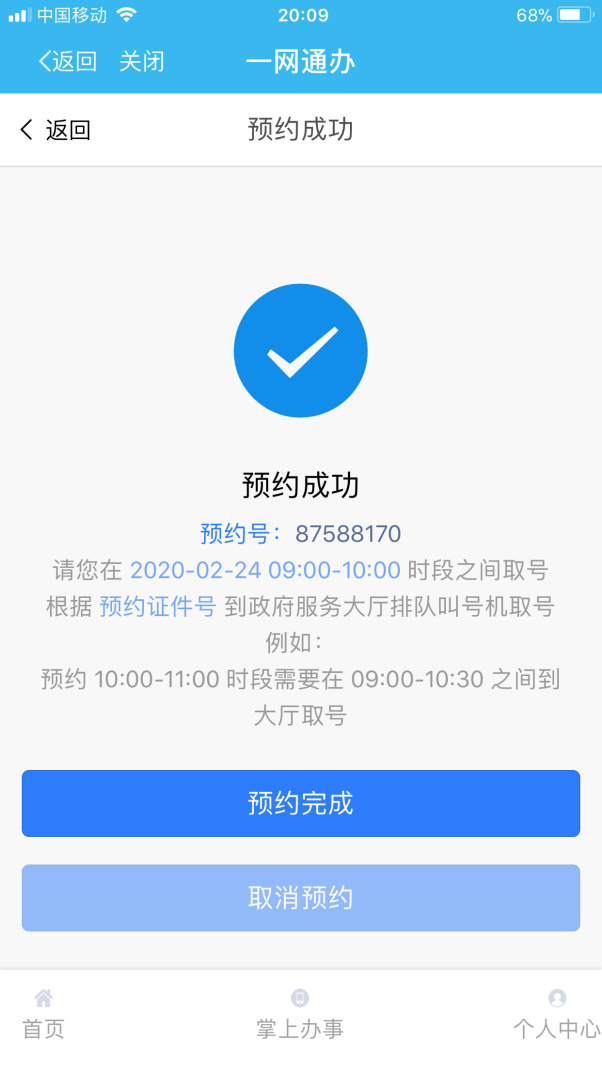 中国移动 20:09 68%
返回 关闭 一网通办
返回 预约成功
预约成功
预约号：87588170
请您在 2020-02-24 09:00-10:00 时段之间取号
根据 预约证件号 到政府服务大厅排队叫号机取号
例如：
预约 10:00-11:00 时段需要在 09:00-10:30 之间到
大厅取号
预约完成
取消预约
首页 掌上办事 个人中心